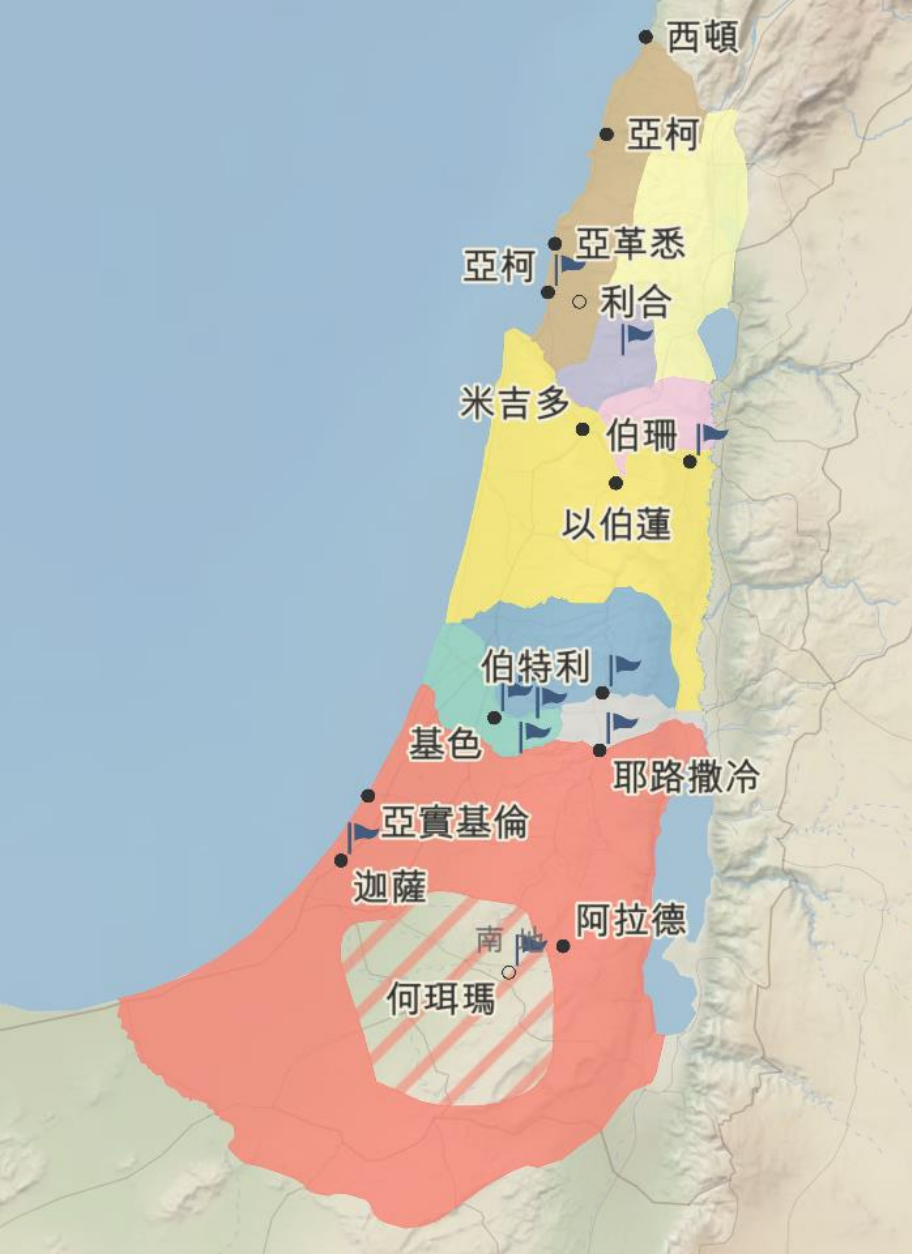 西頓
亞柯
亞革悉
亞柯
利合
米吉多
伯珊
以伯蓮
伯特利
基色
耶路撒冷
亞實基倫
迦薩
阿拉德
南地
何珥瑪